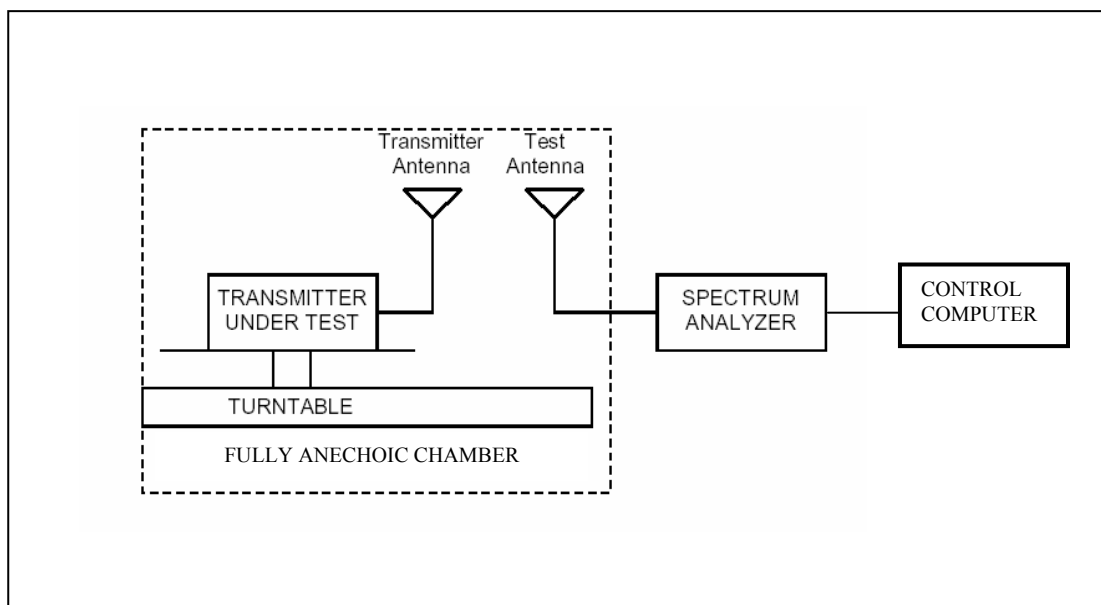 Transmitter
Antenna
Test
Antenna
TRANSMITTER
UNDER TEST
SPECTRUM
ANALYZER
CONTROL
COMPUTER
TURNTABLE
FULLY ANECHOIC CHAMBER